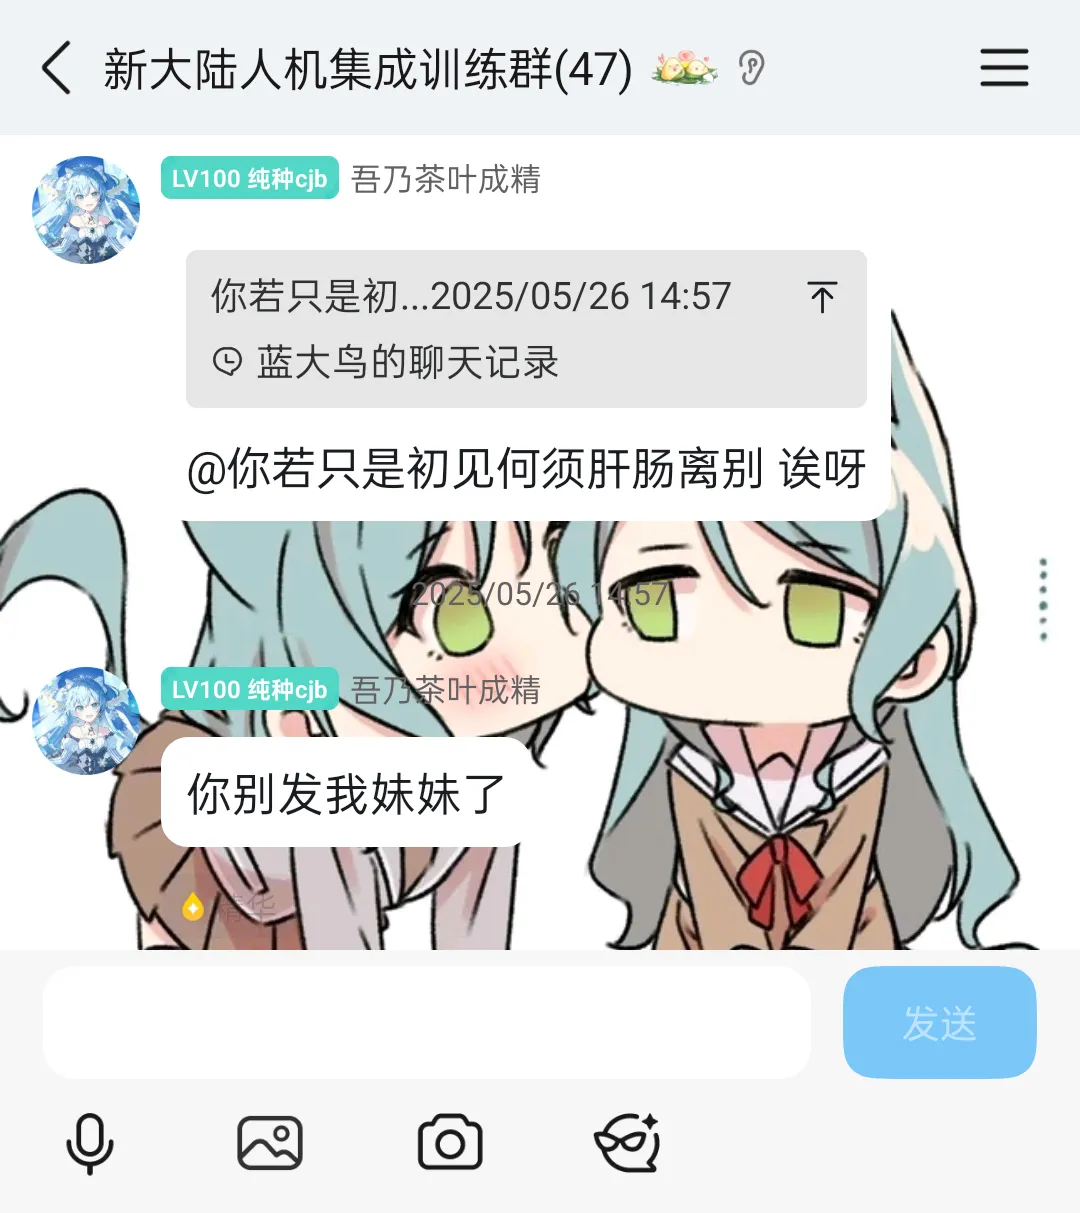 新大陆人机集成训练群(47)
LV100 纯种cjb 吾乃茶叶成精
你若只是初...2025/05/26 14:57
蓝大鸟的聊天记录
@你若只是初见何须肝肠离别 诶呀
2025/05/26 14:57
LV100 纯种cjb 吾乃茶叶成精
你别发我妹妹了
精华
发送